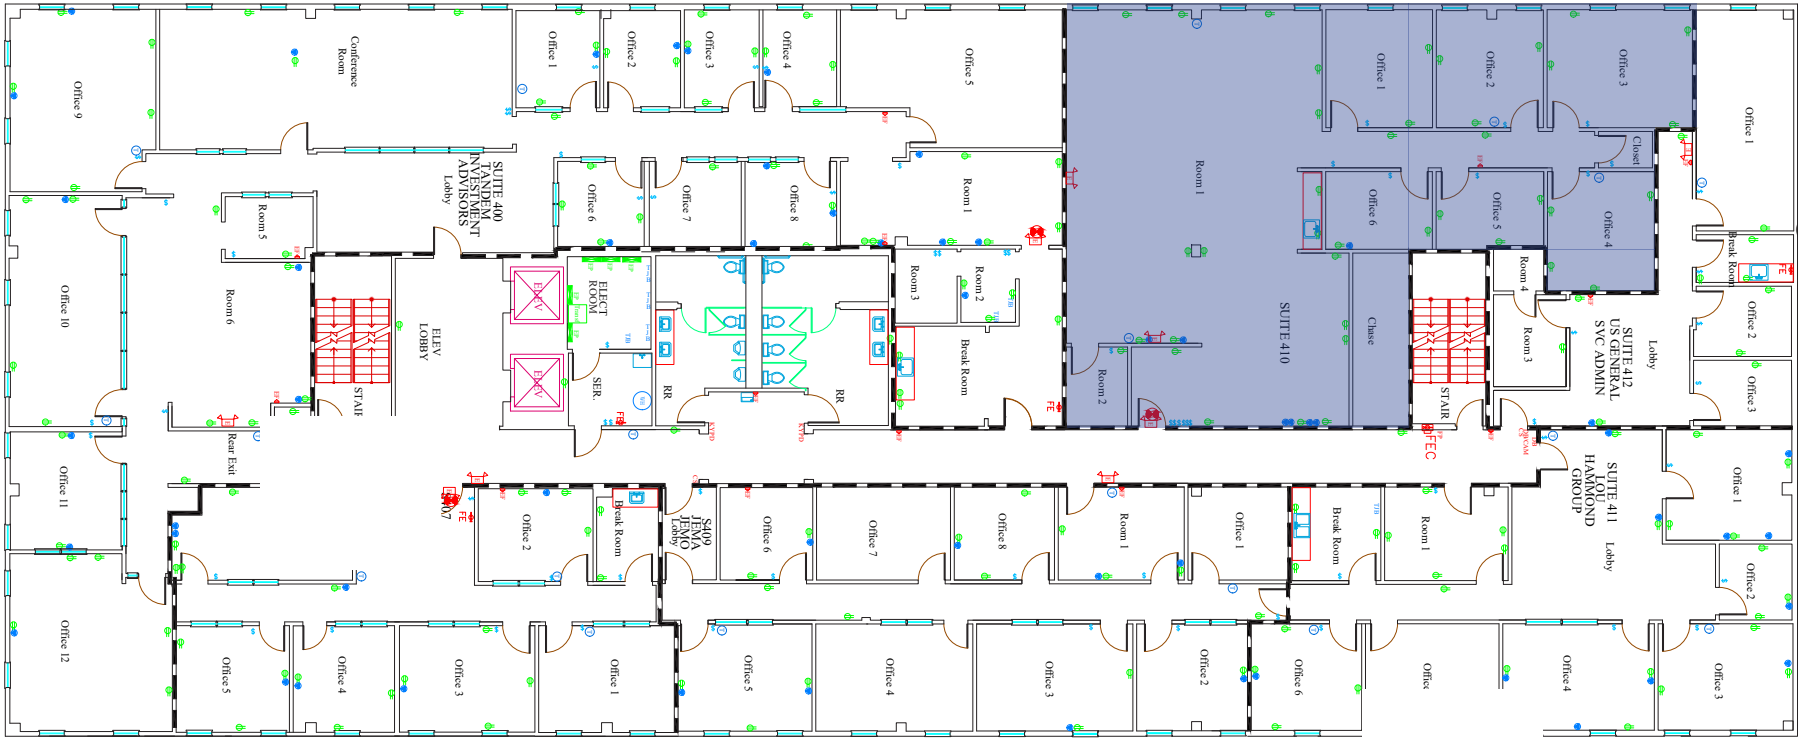 Office 9
Conference
Room
Office 1
Office 2
Office 3
Office 4
Office 5
SUITE 400
TANDEM
INVESTMENT
ADVISORS
Lobby
Office 6
Office 7
Office 8
Room 1
Room 5
Office 10
Room 6
ELEV
LOBBY
STAIR
ELEV
ELEV
ELECT
ROOM
SER.
RR
RR
Room 3
Room 2
Break Room
FE
FE
KYPD
KYPD
Rear Exit
Office 11
Office 12
Room 1
Office 1
Office 2
Office 3
Closet
Office 6
Office 5
Office 4
SUITE 410
Chase
Room 2
STAIR
FEC
Room 4
Room 3
SUITE 412
US GENERAL
SVC ADMIN
Lobby
Office 1
Break Room
FE
Office 2
Office 3
SUITE 411
LOU
HAMMOND
GROUP
Lobby
Office 1
Office 2
Office 3
Office 4
Office 6
Room 1
Break Room
FE
Office 2
Break Room
Office 5
Office 4
Office 3
Office 1
S409
JEMA
JEMO
Lobby
Office 6
Office 7
Office 8
Room 1
Office 1
Office 5
Office 4
Office 3
Office 2